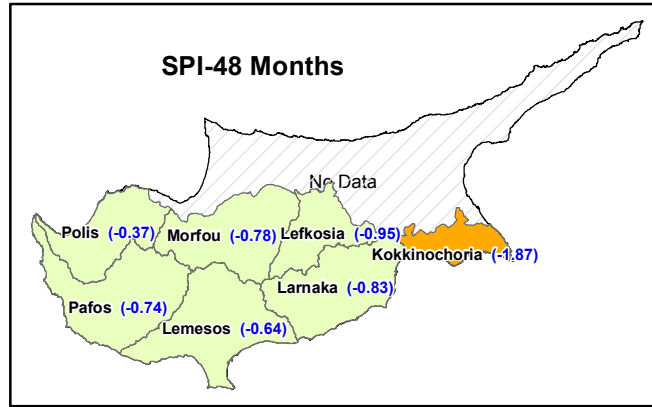 SPI-48 Months
No Data
Polis (-0.37)
Morfou (-0.78)
Lefkosia (-0.95)
Kokkinochoria (-1.87)
Pafos (-0.74)
Larnaka (-0.83)
Lemesos (-0.64)